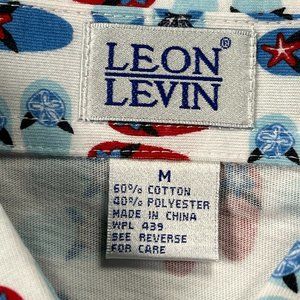 LEON®
LEVIN
M
60% COTTON
40% POLYESTER
MADE IN CHINA
WPL 439
SEE REVERSE
FOR CARE